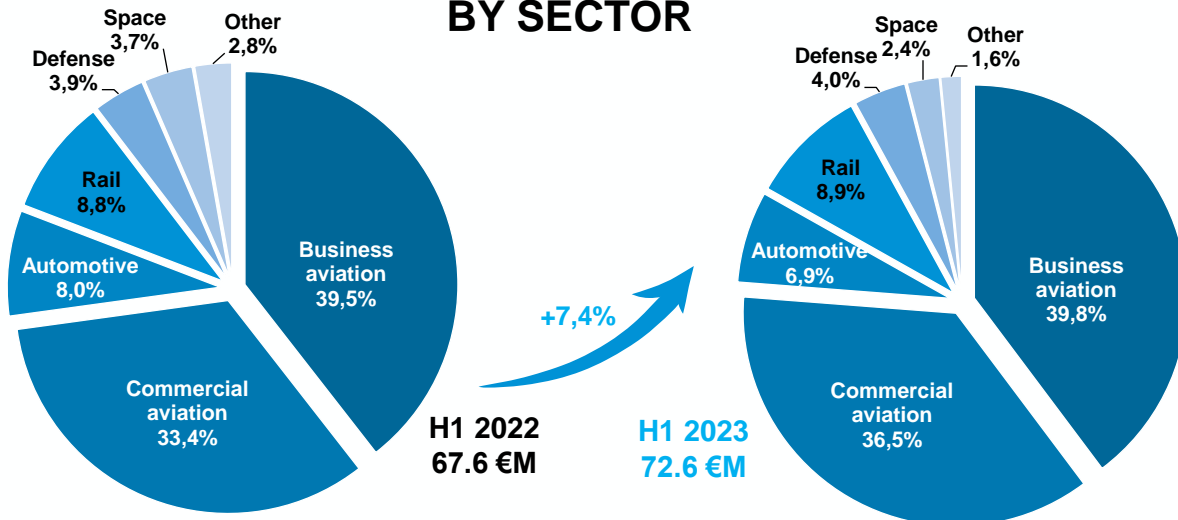 BY SECTOR
Space
3,7%
Other
2,8%
Defense
3,9%
Rail
8,8%
Automotive
8,0%
Business
aviation
39,5%
Commercial
aviation
33,4%
+7,4%
H1 2022
67.6 €M
H1 2023
72.6 €M
Space
2,4%
Other
1,6%
Defense
4,0%
Rail
8,9%
Automotive
6,9%
Business
aviation
39,8%
Commercial
aviation
36,5%